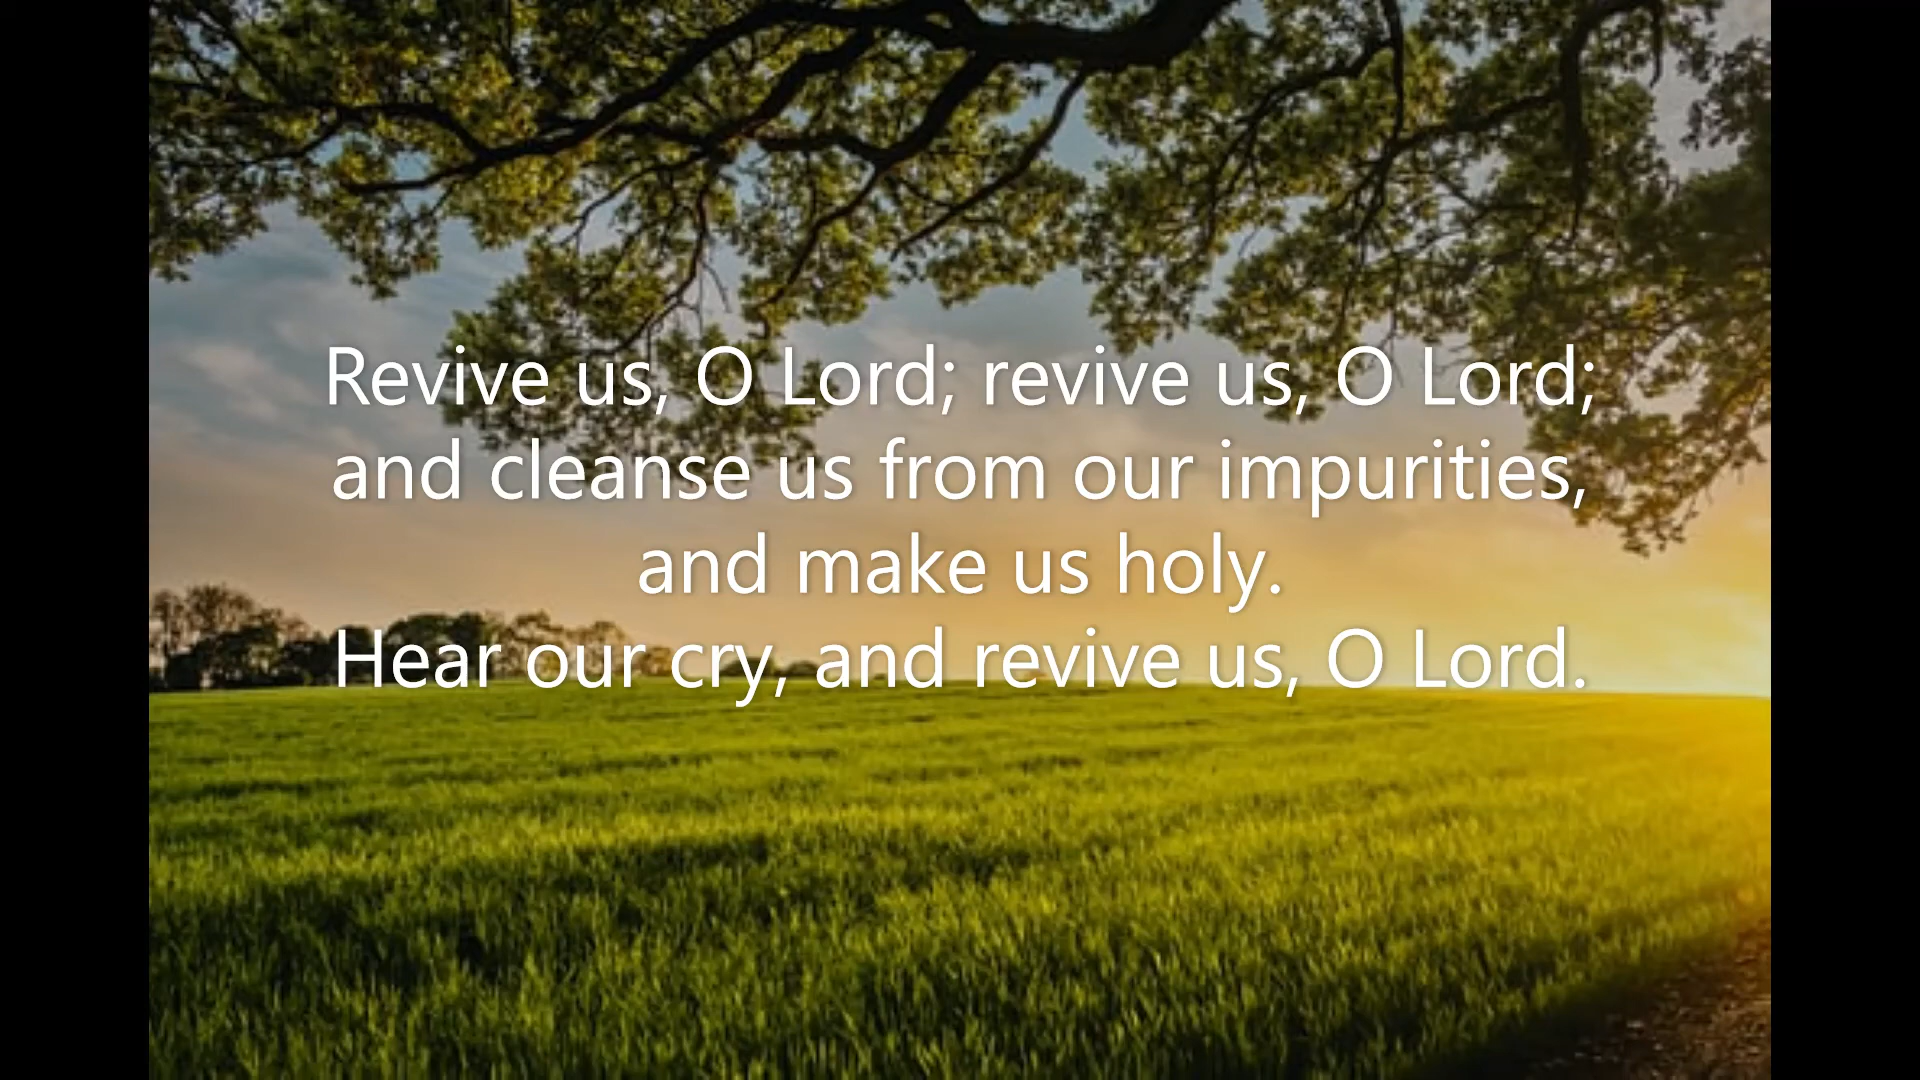 Revive us, O Lord; revive us, O Lord;
and cleanse us from our impurities,
and make us holy.
Hear our cry, and revive us, O Lord.